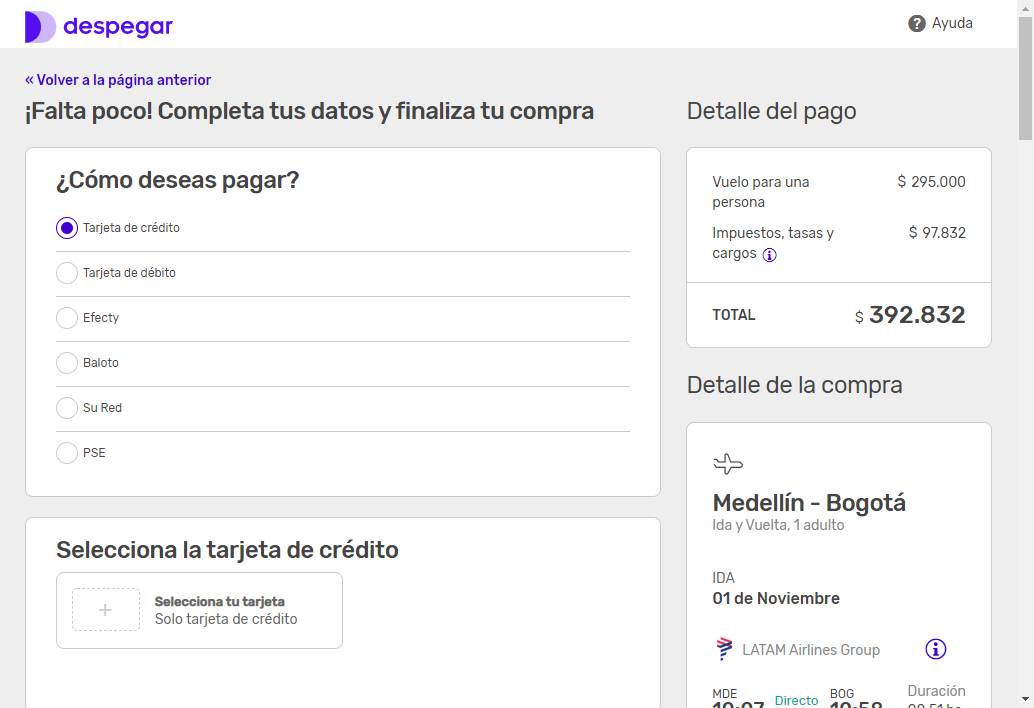 despegar
Ayuda
« Volver a la página anterior
¡Falta poco! Completa tus datos y finaliza tu compra
¿Cómo deseas pagar?
Tarjeta de crédito
Tarjeta de débito
Efecty
Baloto
Su Red
PSE
Selecciona la tarjeta de crédito
Selecciona tu tarjeta
Solo tarjeta de crédito
Detalle del pago
Vuelo para una
persona
$ 295.000
Impuestos, tasas y
cargos
$ 97.832
TOTAL
$ 392.832
Detalle de la compra
Medellín - Bogotá
Ida y Vuelta, 1 adulto
IDA
01 de Noviembre
LATAM Airlines Group
MDE
Directo
BOG
Duración